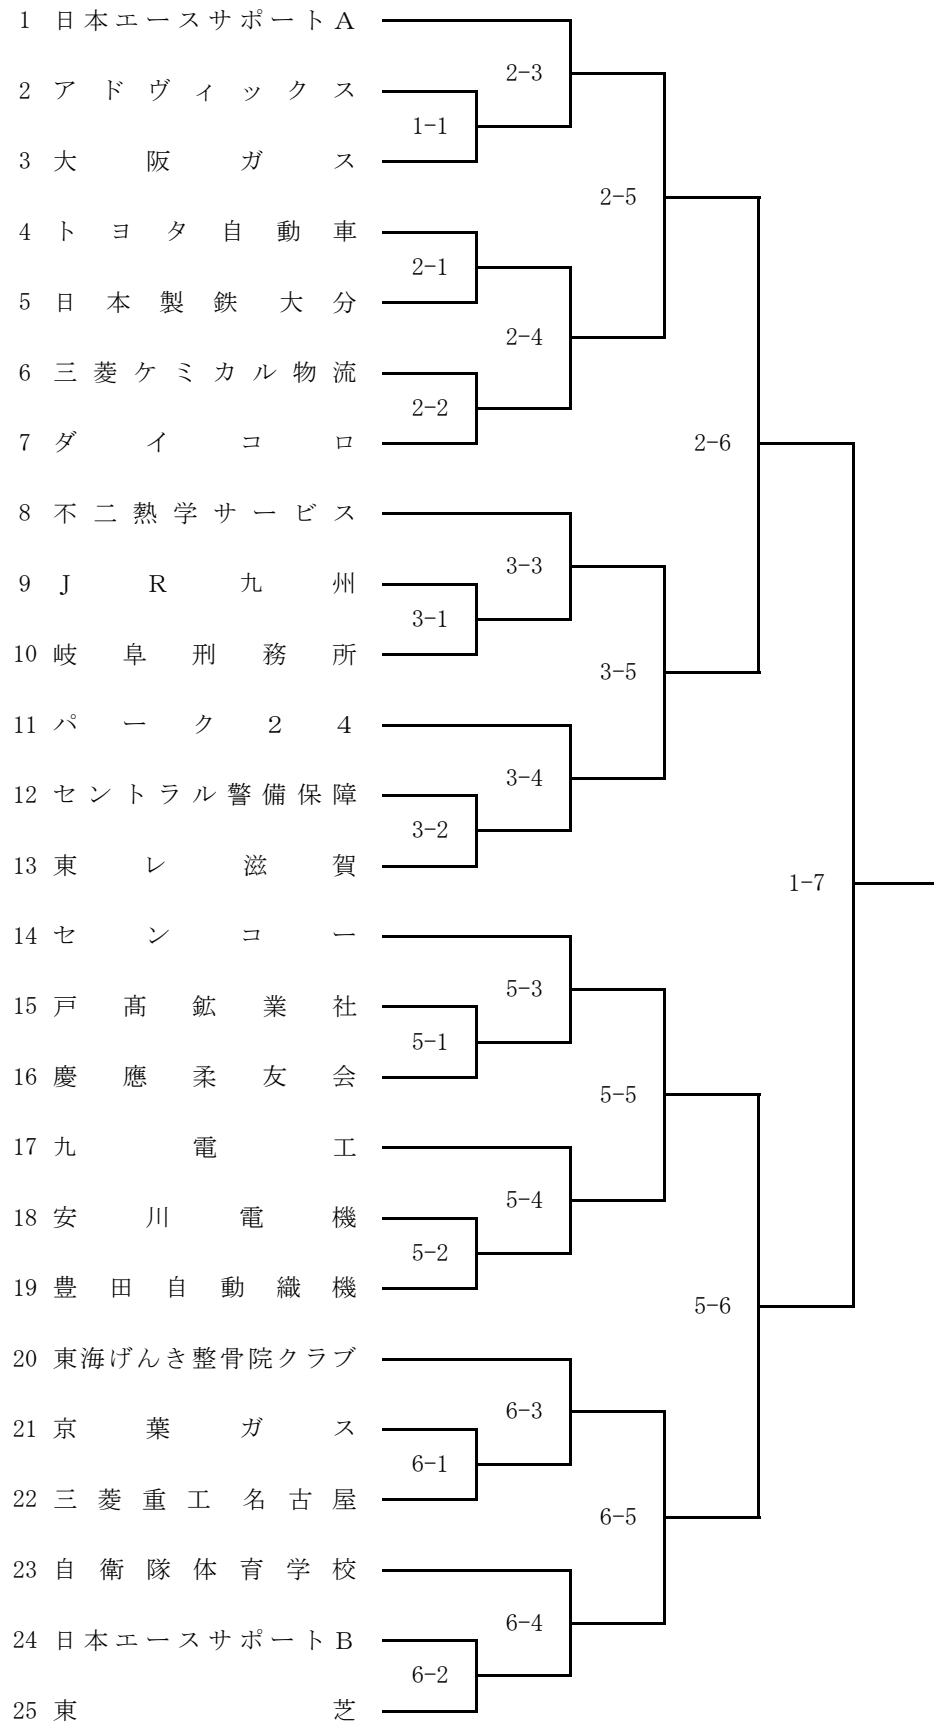 1 日本エースサポートA
2-3
2 アドヴィックス
1-1
3 大阪ガス
2-5
4 トヨタ自動車
2-1
5 日本製鉄大分
2-4
6 三菱ケミカル物流
2-2
7 ダイコロ
2-6
8 不二熱学サービス
3-3
9 JR九州
3-1
10 岐阜刑務所
3-5
11 パーク24
3-4
12 セントラル警備保障
3-2
13 東レ滋賀
1-7
14 センコー
5-3
15 戸髙鉱業社
5-1
16 慶應柔友会
5-5
17 九電工
5-4
18 安川電機
5-2
19 豊田自動織機
5-6
20 東海げんき整骨院クラブ
6-3
21 京葉ガス
6-1
22 三菱重工名古屋
6-5
23 自衛隊体育学校
6-4
24 日本エースサポートB
6-2
25 東芝